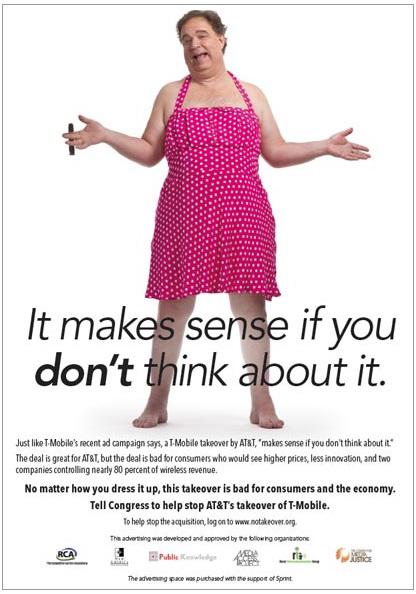 It makes sense if you
don't think about it.
Just like T-Mobile's recent ad campaign says, a T-Mobile takeover by AT&T, "makes sense if you don't think about it."
The deal is great for AT&T, but the deal is bad for consumers who would see higher prices, less innovation, and two
companies controlling nearly 80 percent of wireless revenue.
No matter how you dress it up, this takeover is bad for consumers and the economy.
Tell Congress to help stop AT&T's takeover of T-Mobile.
To help stop the acquisition, log on to www.notakeover.org.
This advertising was developed and approved by the following organizations:
RCA
Public Knowledge
MEDIA
ACCESS
PROJECT
MEDIA
JUSTICE
The advertising space was purchased with the support of Sprint.